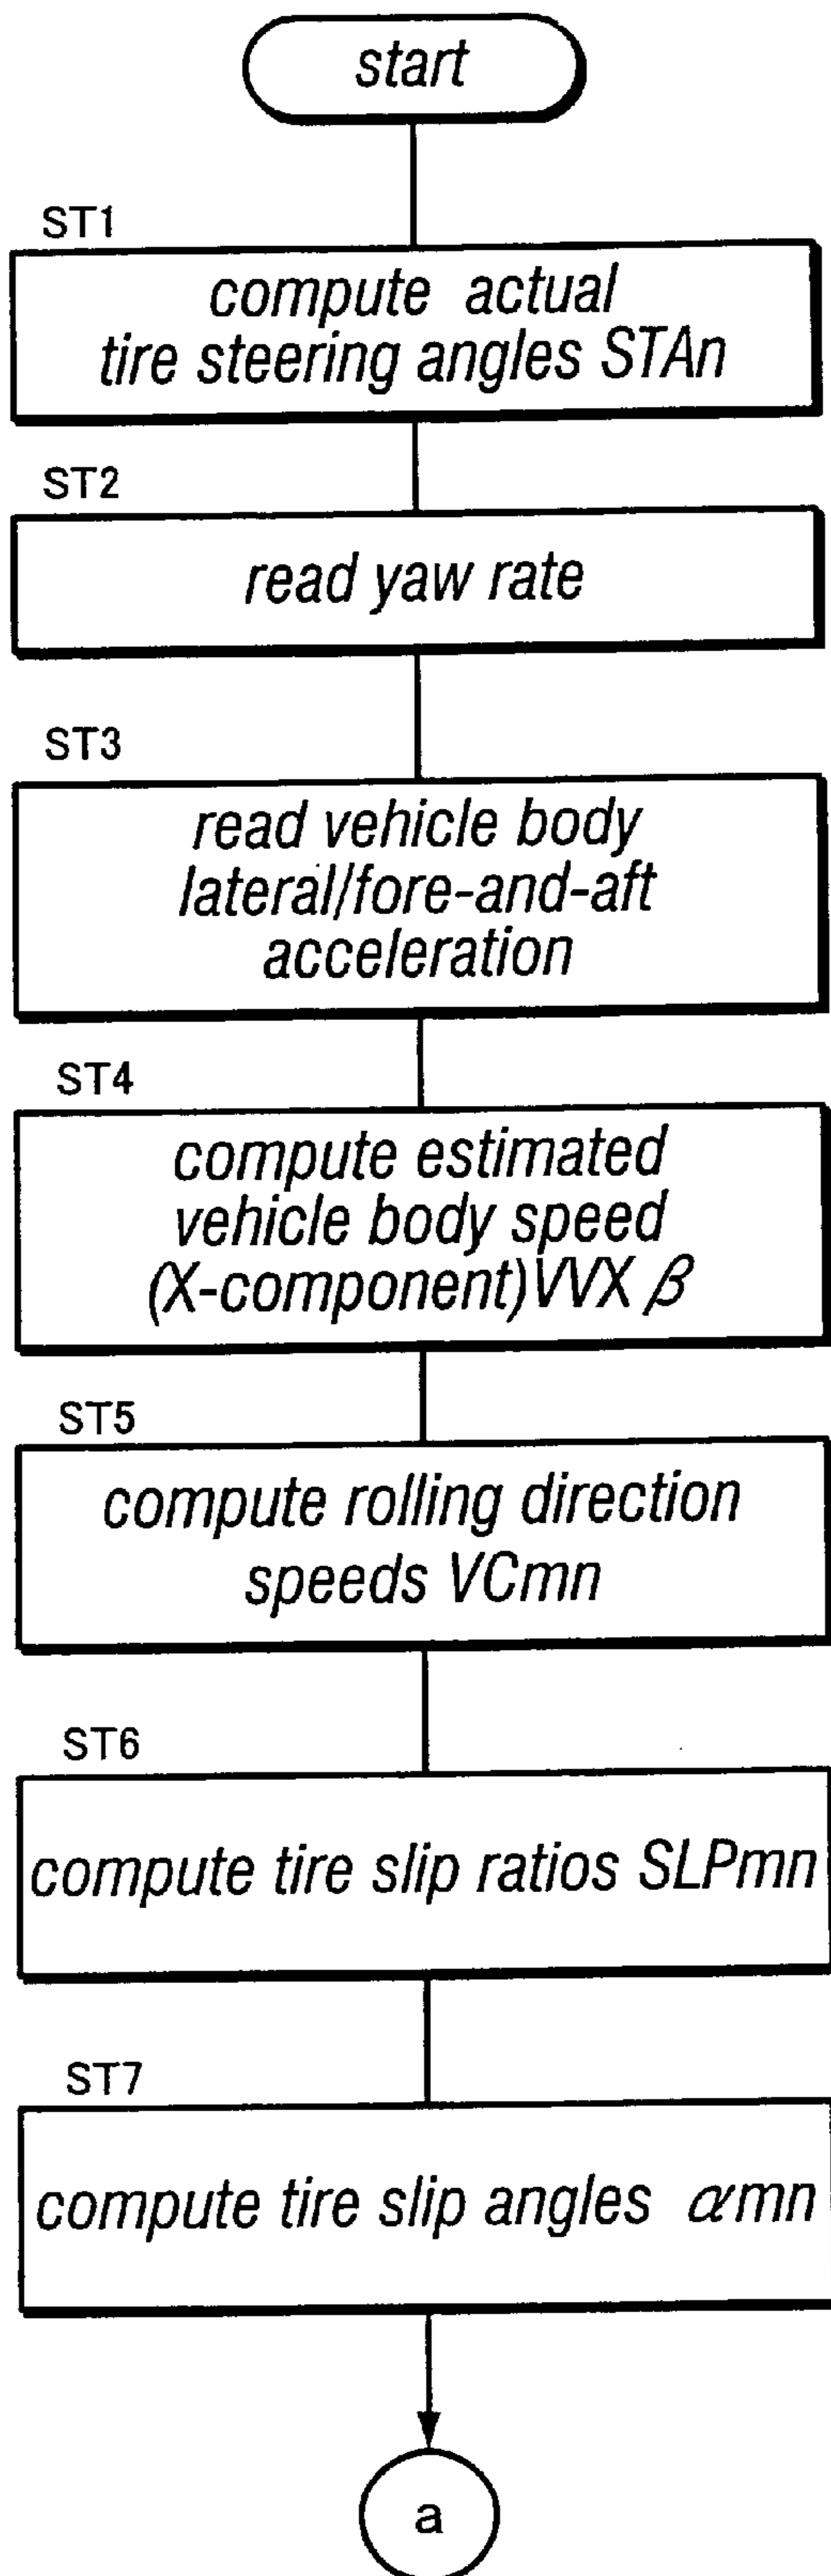 start
ST1
compute actual
tire steering angles STAn
ST2
read yaw rate
ST3
read vehicle body
lateral/fore-and-aft
acceleration
ST4
compute estimated
vehicle body speed
(X-component)VVX β
ST5
compute rolling direction
speeds VCmn
ST6
compute tire slip ratios SLPmn
ST7
compute tire slip angles αmn
a